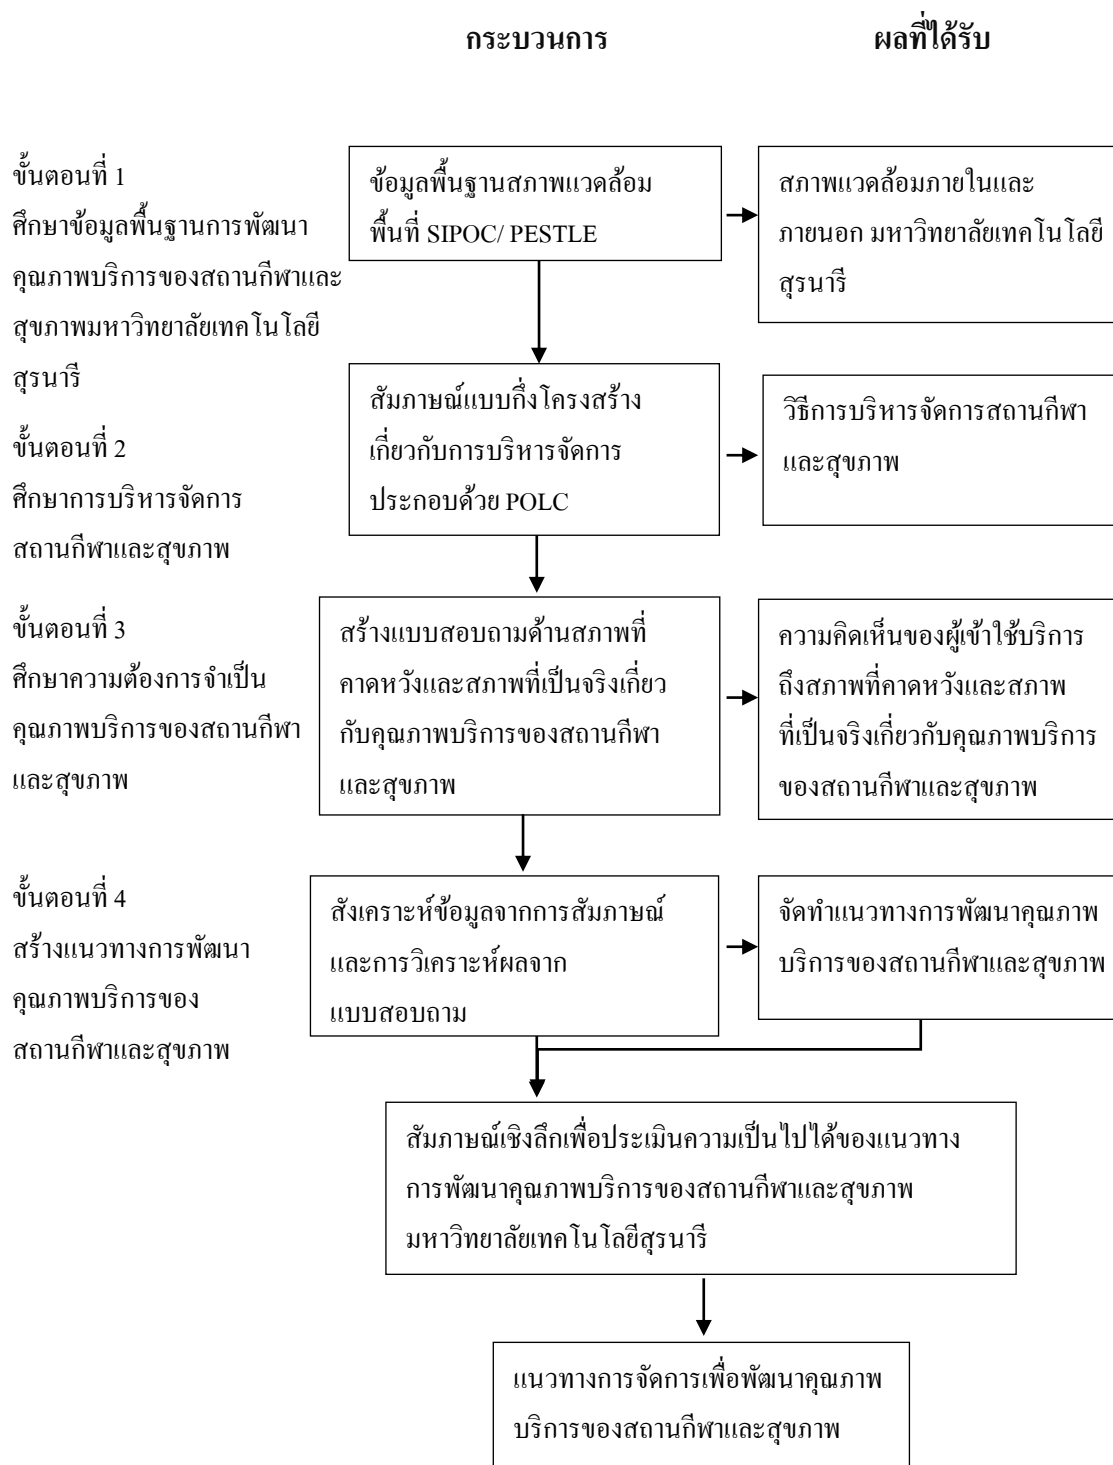 กระบวนการ
ผลที่ได้รับ
ขั้นตอนที่ 1
ศึกษาข้อมูลพื้นฐานการพัฒนา
คุณภาพบริการของสถานกีฬาและ
สุขภาพมหาวิทยาลัยเทคโนโลยี
สุรนารี
ข้อมูลพื้นฐานสภาพแวดล้อม
พื้นที่ SIPOC/ PESTLE
สภาพแวดล้อมภายในและ
ภายนอก มหาวิทยาลัยเทคโนโลยี
สุรนารี
ขั้นตอนที่ 2
ศึกษาการบริหารจัดการ
สถานกีฬาและสุขภาพ
สัมภาษณ์แบบกึ่งโครงสร้าง
เกี่ยวกับการบริหารจัดการ
ประกอบด้วย POLC
วิธีการบริหารจัดการสถานกีฬา
และสุขภาพ
ขั้นตอนที่ 3
ศึกษาความต้องการจำเป็น
คุณภาพบริการของสถานกีฬา
และสุขภาพ
สร้างแบบสอบถามด้านสภาพที่
คาดหวังและสภาพที่เป็นจริงเกี่ยว
กับคุณภาพบริการของสถานกีฬา
และสุขภาพ
ความคิดเห็นของผู้เข้าใช้บริการ
ถึงสภาพที่คาดหวังและสภาพ
ที่เป็นจริงเกี่ยวกับคุณภาพบริการ
ของสถานกีฬาและสุขภาพ
ขั้นตอนที่ 4
สร้างแนวทางการพัฒนา
คุณภาพบริการของ
สถานกีฬาและสุขภาพ
สังเคราะห์ข้อมูลจากการสัมภาษณ์
และการวิเคราะห์ผลจาก
แบบสอบถาม
จัดทำแนวทางการพัฒนาคุณภาพ
บริการของสถานกีฬาและสุขภาพ
สัมภาษณ์เชิงลึกเพื่อประเมินความเป็นไปได้ของแนวทาง
การพัฒนาคุณภาพบริการของสถานกีฬาและสุขภาพ
มหาวิทยาลัยเทคโนโลยีสุรนารี
แนวทางการจัดการเพื่อพัฒนาคุณภาพ
บริการของสถานกีฬาและสุขภาพ